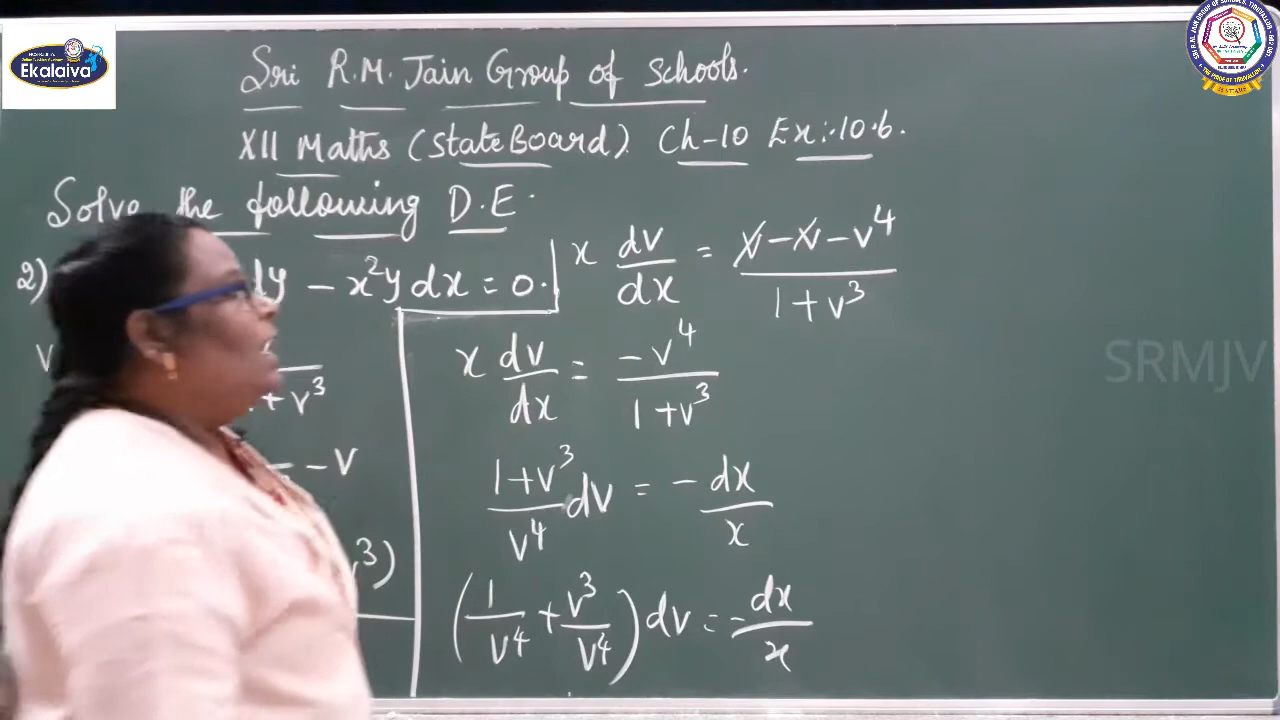 Ekalaiva
Sri R.M. Jain Group of Schools.
XII Maths (State Board) Ch-10 Ex:-10.6.
Solve the following D.E.
2) dy - x²y dx = 0.
+ v³
- v
v³)
x dv/dx = v - v - v⁴ / 1 + v³
x dv/dx = -v⁴ / 1 + v³
1 + v³ / v⁴ dv = - dx/x
(1/v⁴ + v³/v⁴) dv = - dx/x
SRMJV